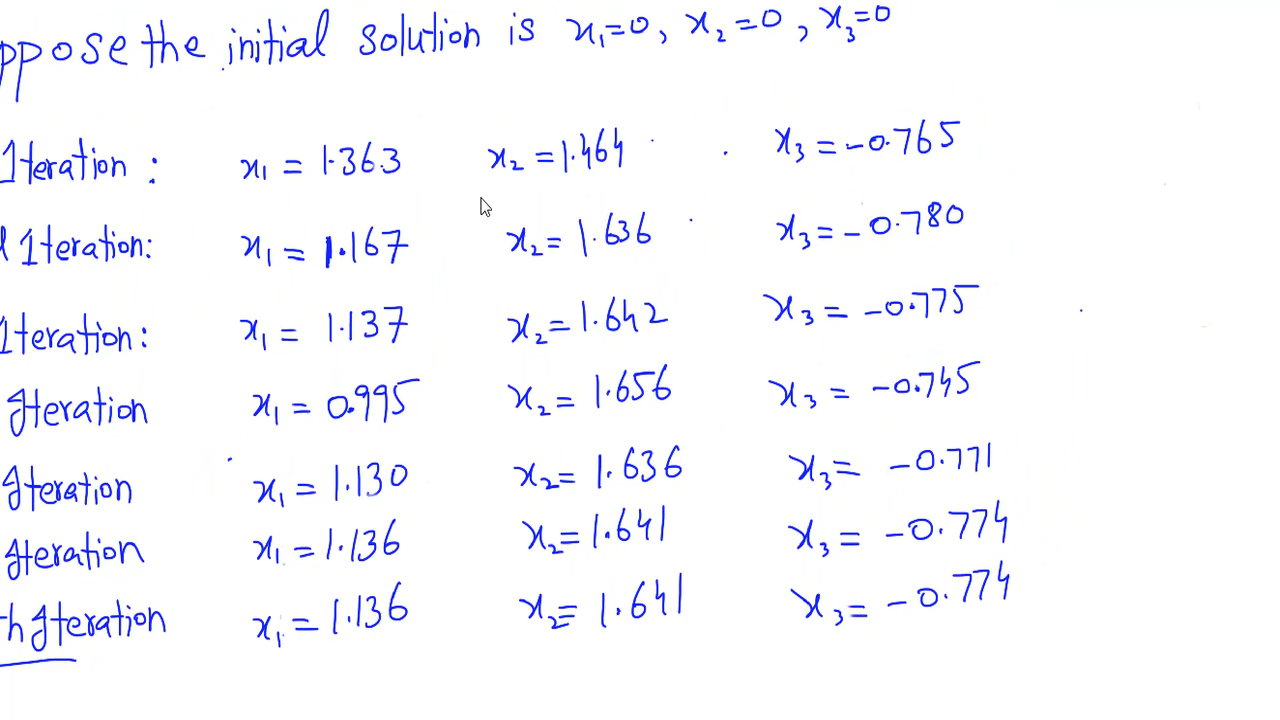 ppose the initial solution is x₁=0, x₂=0, x₃=0
Iteration : x₁ = 1.363 x₂ = 1.464 x₃ = -0.765
d Iteration: x₁ = 1.167 x₂ = 1.636 x₃ = -0.780
Iteration: x₁ = 1.137 x₂ = 1.642 x₃ = -0.775
Iteration x₁ = 0.995 x₂ = 1.656 x₃ = -0.745
Iteration x₁ = 1.130 x₂ = 1.636 x₃ = -0.771
Iteration x₁ = 1.136 x₂ = 1.641 x₃ = -0.774
th Iteration x₁ = 1.136 x₂ = 1.641 x₃ = -0.774